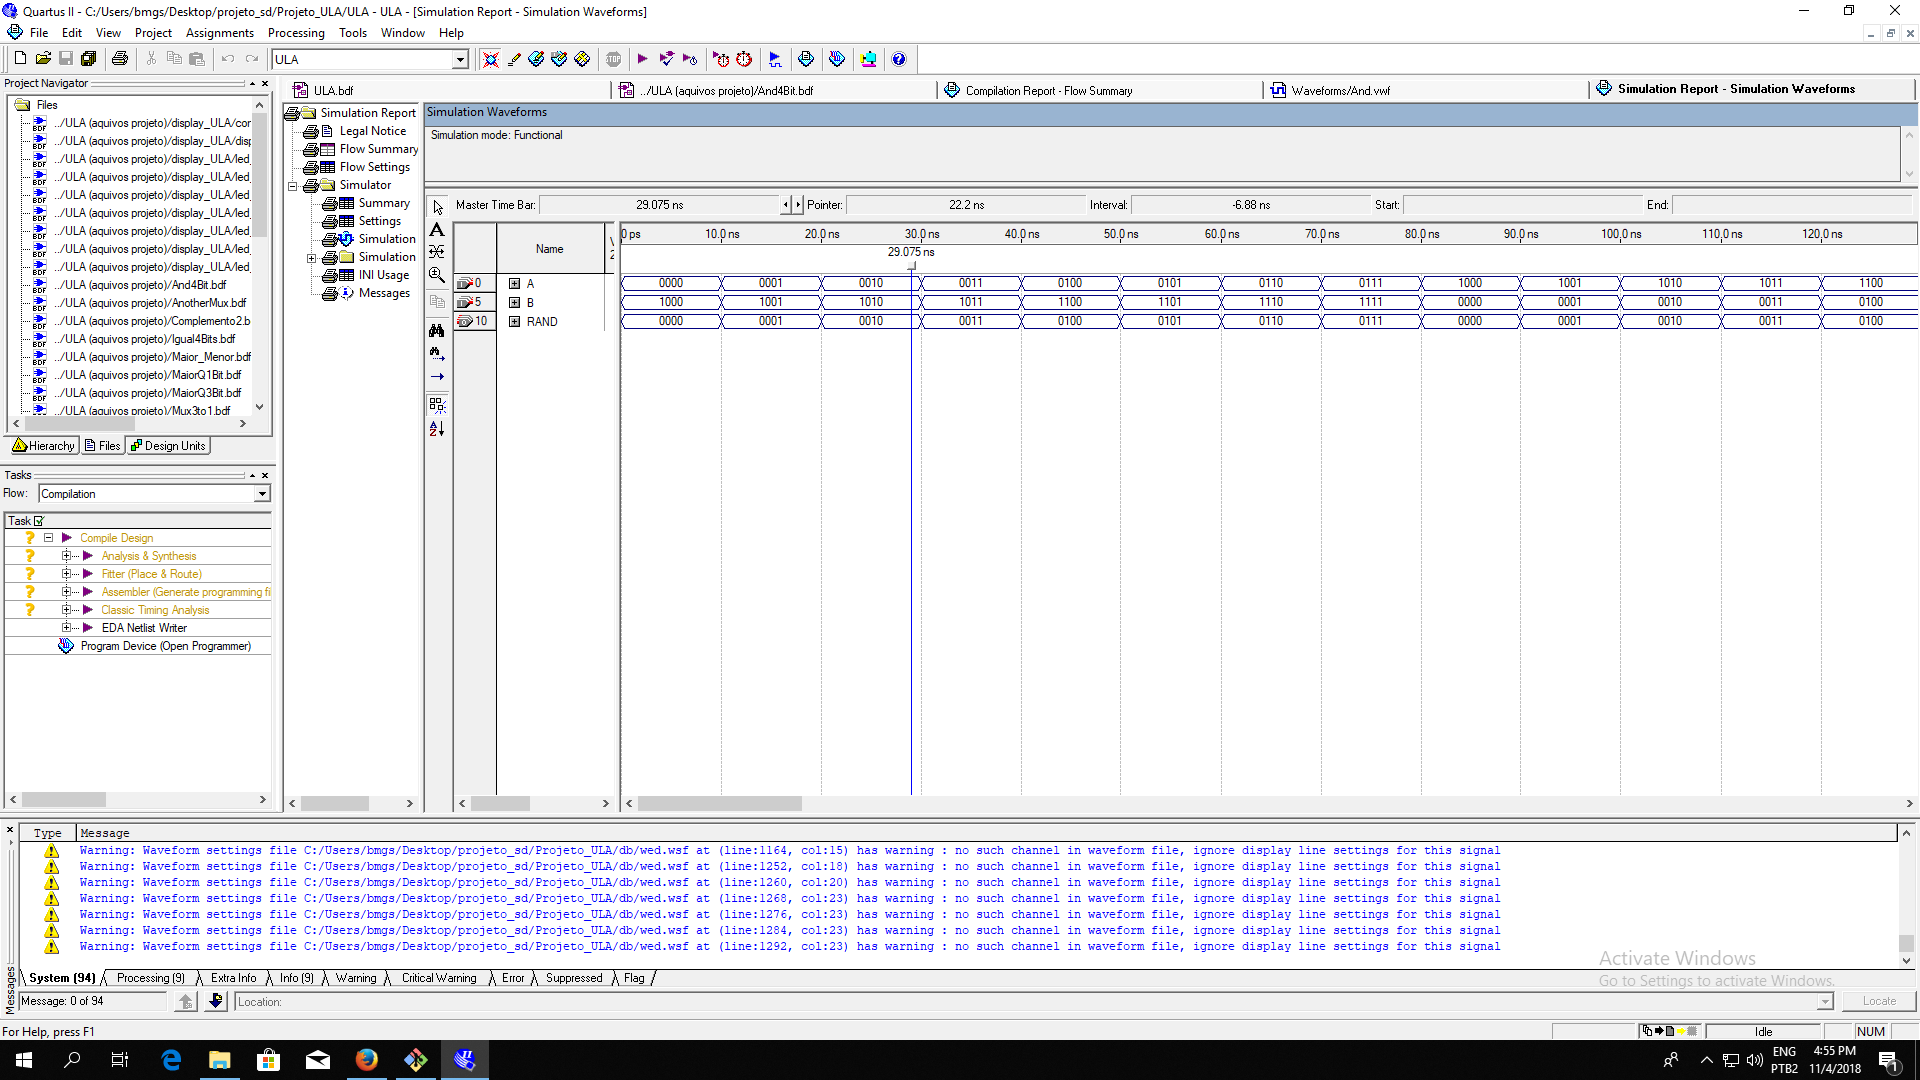 Quartus II - C:/Users/bmgs/Desktop/projeto_sd/Projeto_ULA/ULA - ULA - [Simulation Report - Simulation Waveforms]
File Edit View Project Assignments Processing Tools Window Help
ULA
Project Navigator
Files
../ULA (aquivos projeto)/display_ULA/cor
../ULA (aquivos projeto)/display_ULA/disp
../ULA (aquivos projeto)/display_ULA/led_
../ULA (aquivos projeto)/display_ULA/led_
../ULA (aquivos projeto)/display_ULA/led_
../ULA (aquivos projeto)/display_ULA/led_
../ULA (aquivos projeto)/display_ULA/led_
../ULA (aquivos projeto)/display_ULA/led_
../ULA (aquivos projeto)/display_ULA/led_
../ULA (aquivos projeto)/And4Bit.bdf
../ULA (aquivos projeto)/AnotherMux.bdf
../ULA (aquivos projeto)/Complemento2.b
../ULA (aquivos projeto)/Igual4Bits.bdf
../ULA (aquivos projeto)/Maior_Menor.bdf
../ULA (aquivos projeto)/MaiorQ1Bit.bdf
../ULA (aquivos projeto)/MaiorQ3Bit.bdf
../ULA (aquivos projeto)/Mux3to1.bdf
Hierarchy Files Design Units
Tasks
Flow: Compilation
Task
Compile Design
Analysis & Synthesis
Fitter (Place & Route)
Assembler (Generate programming fi
Classic Timing Analysis
EDA Netlist Writer
Program Device (Open Programmer)
ULA.bdf ../ULA (aquivos projeto)/And4Bit.bdf Compilation Report - Flow Summary Waveforms/And.vwf Simulation Report - Simulation Waveforms
Simulation Report
Legal Notice
Flow Summary
Flow Settings
Simulator
Summary
Settings
Simulation
Simulation
INI Usage
Messages
Simulation Waveforms
Simulation mode: Functional
Master Time Bar: 29.075 ns Pointer: 22.2 ns Interval: -6.88 ns Start: End:
Name
0 ps 10.0 ns 20.0 ns 30.0 ns 40.0 ns 50.0 ns 60.0 ns 70.0 ns 80.0 ns 90.0 ns 100.0 ns 110.0 ns 120.0 ns
29.075 ns
0 A 0000 0001 0010 0011 0100 0101 0110 0111 1000 1001 1010 1011 1100
5 B 1000 1001 1010 1011 1100 1101 1110 1111 0000 0001 0010 0011 0100
10 RAND 0000 0001 0010 0011 0100 0101 0110 0111 0000 0001 0010 0011 0100
Type Message
Warning: Waveform settings file C:/Users/bmgs/Desktop/projeto_sd/Projeto_ULA/db/wed.wsf at (line:1164, col:15) has warning : no such channel in waveform file, ignore display line settings for this signal
Warning: Waveform settings file C:/Users/bmgs/Desktop/projeto_sd/Projeto_ULA/db/wed.wsf at (line:1252, col:18) has warning : no such channel in waveform file, ignore display line settings for this signal
Warning: Waveform settings file C:/Users/bmgs/Desktop/projeto_sd/Projeto_ULA/db/wed.wsf at (line:1260, col:20) has warning : no such channel in waveform file, ignore display line settings for this signal
Warning: Waveform settings file C:/Users/bmgs/Desktop/projeto_sd/Projeto_ULA/db/wed.wsf at (line:1268, col:23) has warning : no such channel in waveform file, ignore display line settings for this signal
Warning: Waveform settings file C:/Users/bmgs/Desktop/projeto_sd/Projeto_ULA/db/wed.wsf at (line:1276, col:23) has warning : no such channel in waveform file, ignore display line settings for this signal
Warning: Waveform settings file C:/Users/bmgs/Desktop/projeto_sd/Projeto_ULA/db/wed.wsf at (line:1284, col:23) has warning : no such channel in waveform file, ignore display line settings for this signal
Warning: Waveform settings file C:/Users/bmgs/Desktop/projeto_sd/Projeto_ULA/db/wed.wsf at (line:1292, col:23) has warning : no such channel in waveform file, ignore display line settings for this signal
Activate Windows
Go to Settings to activate Windows.
System (94) Processing (9) Extra Info Info (9) Warning Critical Warning Error Suppressed Flag
Messages
Message: 0 of 94 Location: Locate
For Help, press F1 Idle NUM
ENG 4:55 PM
PTB2 11/4/2018 1